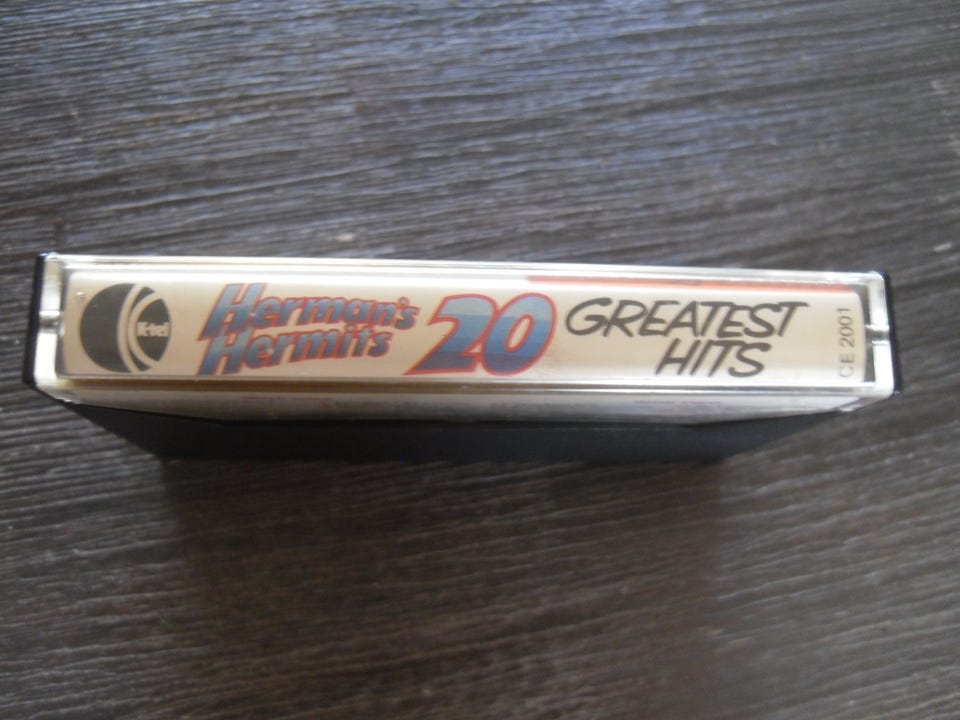 K-tel
Herman's
Hermits
20
GREATEST
HITS
CE 2001